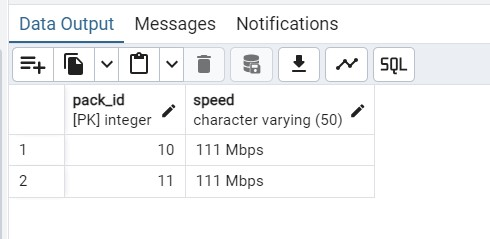 Data Output Messages Notifications
SQL
pack_id speed
[PK] integer character varying (50)
1 10 111 Mbps
2 11 111 Mbps